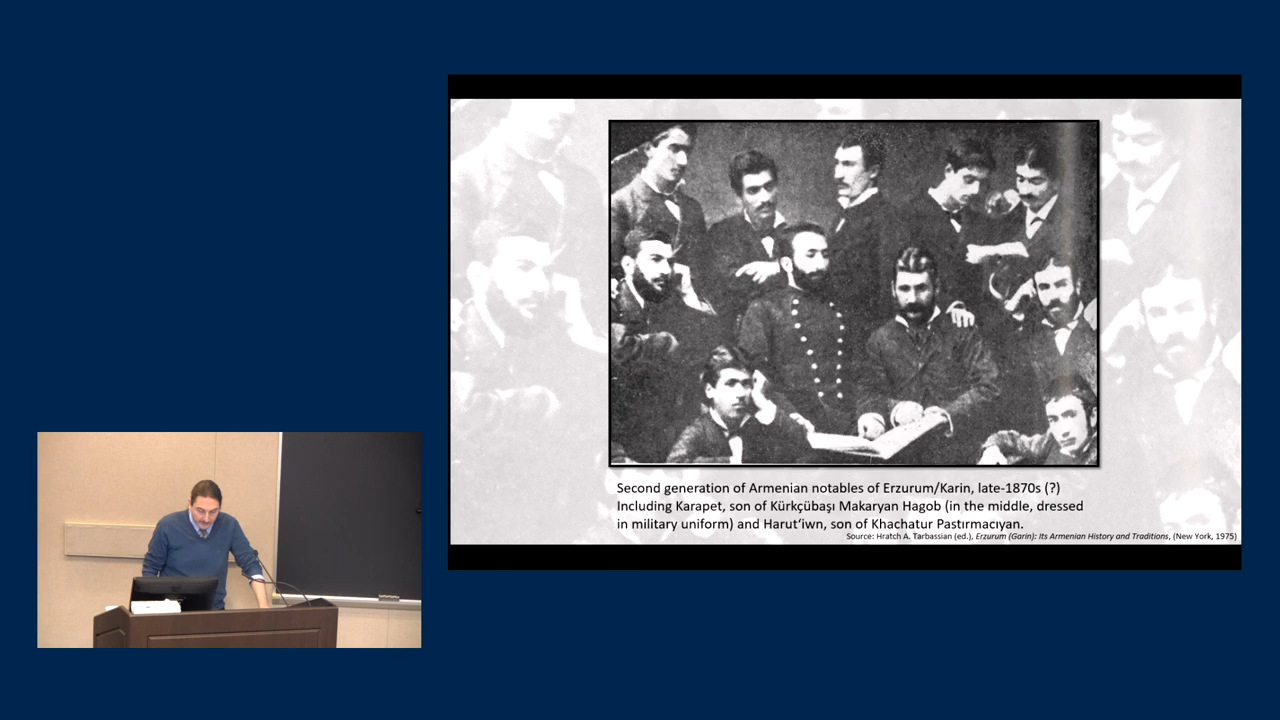 Second generation of Armenian notables of Erzurum/Karin, late-1870s (?)
Including Karapet, son of Kürkçübaşı Makaryan Hagob (in the middle, dressed
in military uniform) and Harut‘iwn, son of Khachatur Pastırmacıyan.
Source: Hratch A. Tarbassian (ed.), Erzurum (Garin): Its Armenian History and Traditions, (New York, 1975)